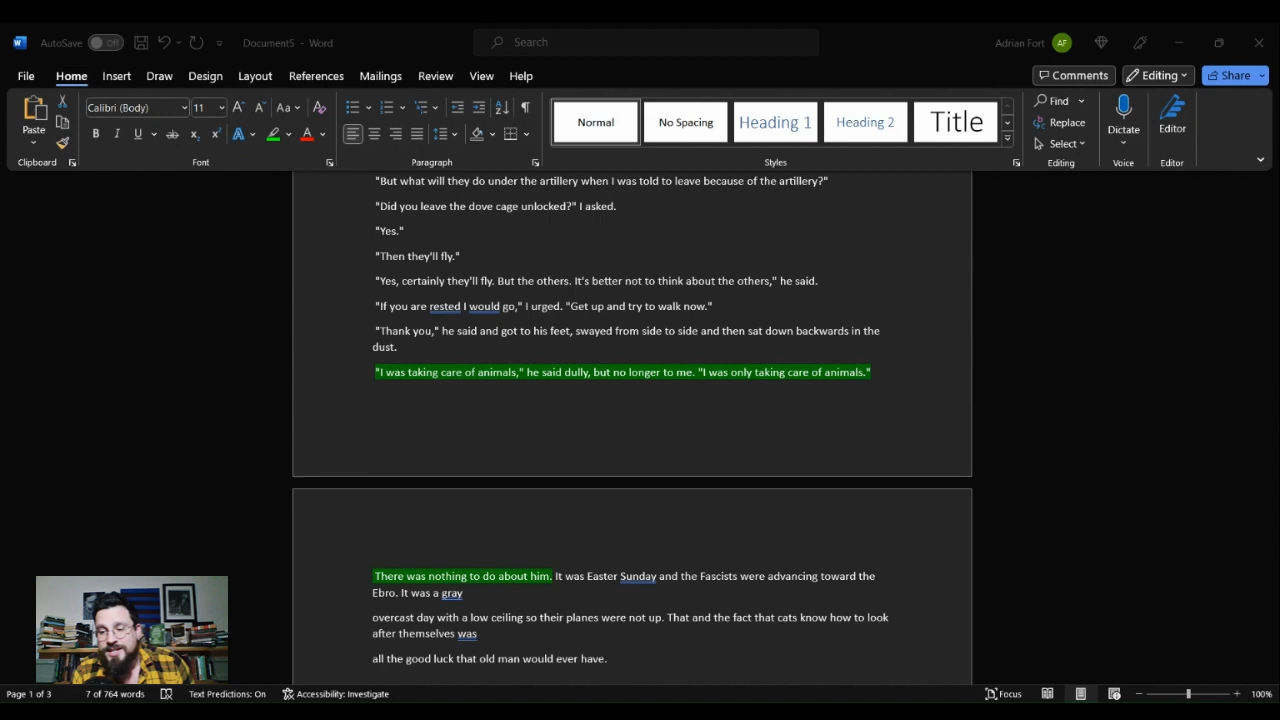 AutoSave Off Document5 - Word Search Adrian Fort AF
File Home Insert Draw Design Layout References Mailings Review View Help Comments Editing Share
Paste Calibri (Body) 11 Aa Normal No Spacing Heading 1 Heading 2 Title Find Replace Select Dictate Editor
B I U ab x₂ x² A A
Clipboard Font Paragraph Styles Editing Voice Editor
"But what will they do under the artillery when I was told to leave because of the artillery?"
"Did you leave the dove cage unlocked?" I asked.
"Yes."
"Then they'll fly."
"Yes, certainly they'll fly. But the others. It's better not to think about the others," he said.
"If you are rested I would go," I urged. "Get up and try to walk now."
"Thank you," he said and got to his feet, swayed from side to side and then sat down backwards in the
dust.
"I was taking care of animals," he said dully, but no longer to me. "I was only taking care of animals."
There was nothing to do about him. It was Easter Sunday and the Fascists were advancing toward the
Ebro. It was a gray
overcast day with a low ceiling so their planes were not up. That and the fact that cats know how to look
after themselves was
all the good luck that old man would ever have.
Page 1 of 3 7 of 764 words Text Predictions: On Accessibility: Investigate Focus 100%